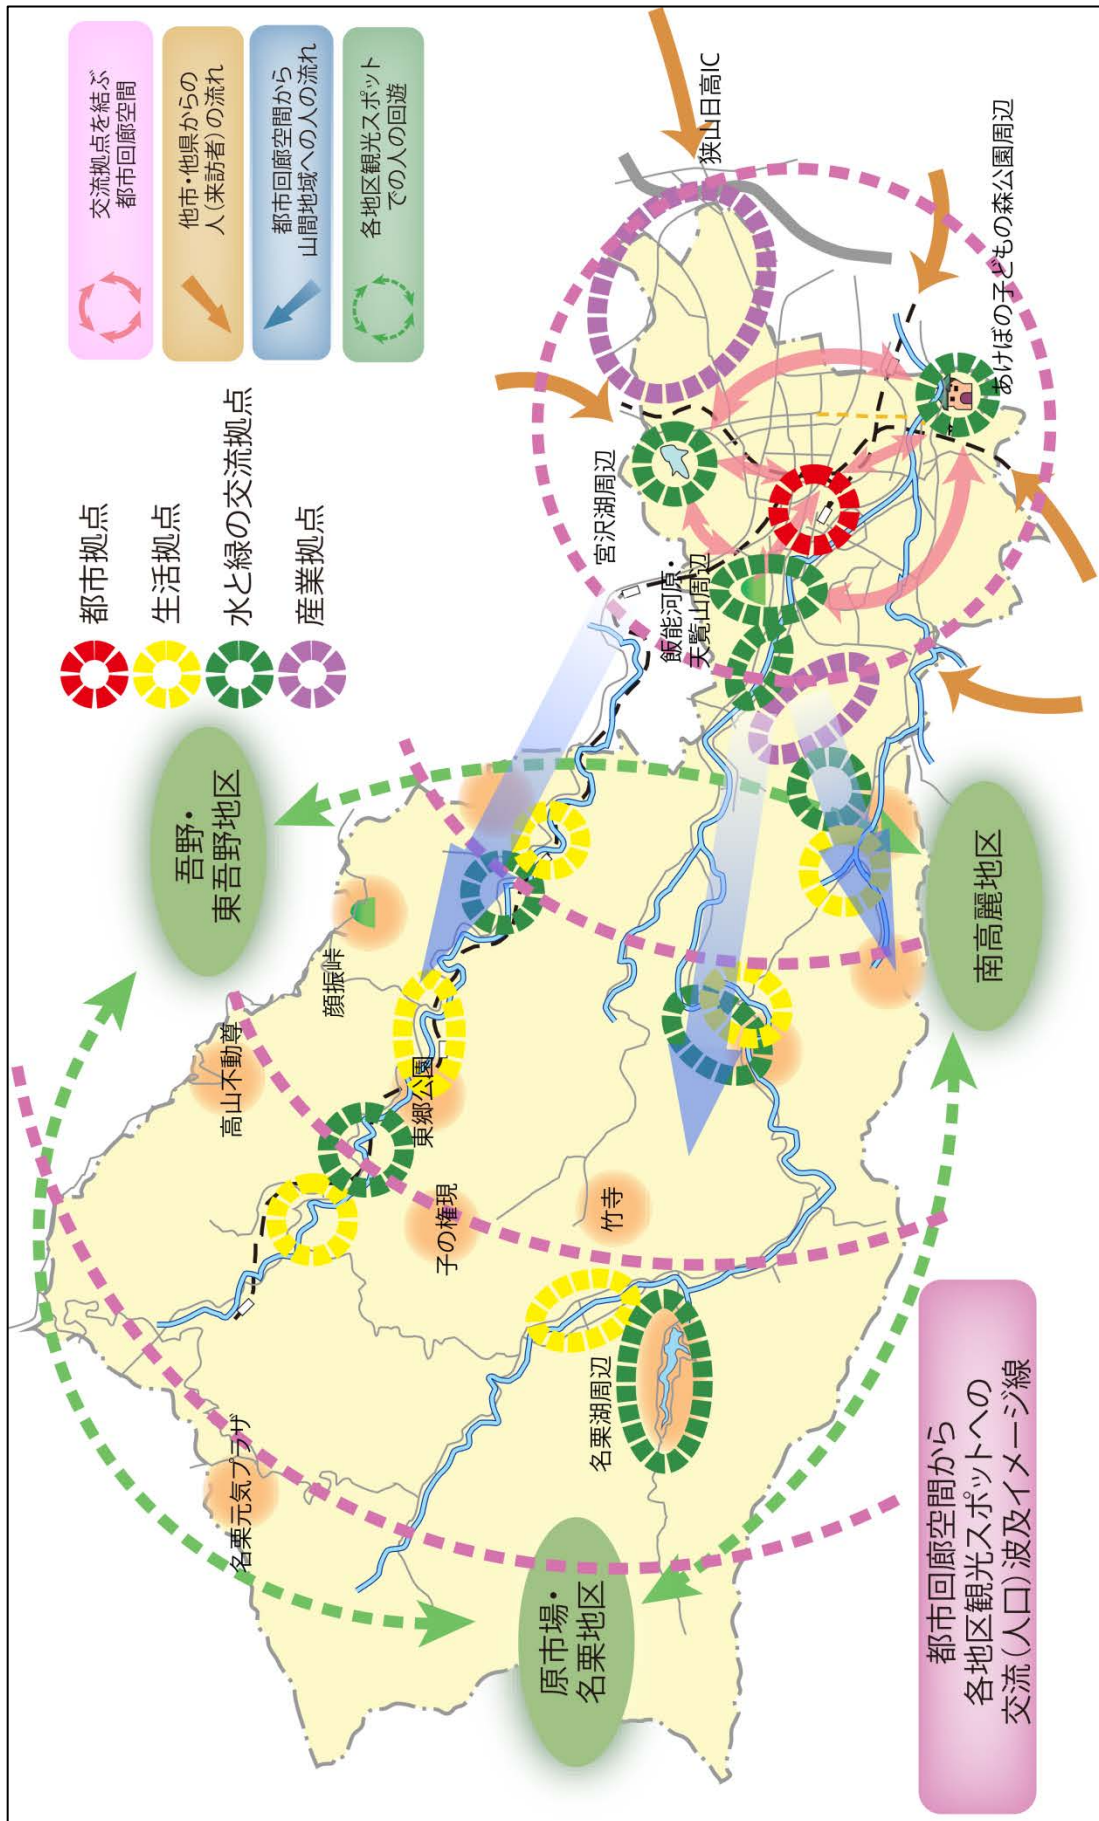 都市拠点
生活拠点
水と緑の交流拠点
産業拠点
交流拠点を結ぶ
都市回廊空間
他市・他県からの
人(来訪者)の流れ
都市回廊空間から
山間地域への人の流れ
各地区観光スポット
での人の回遊
吾野・
東吾野地区
高山不動尊
顔振峠
名栗元気プラザ
東郷公園
子の権現
竹寺
名栗湖周辺
原市場・
名栗地区
南高麗地区
宮沢湖周辺
飯能河原・
天覧山周辺
狭山日高IC
あけぼの子どもの森公園周辺
都市回廊空間から
各地区観光スポットへの
交流(人口)波及イメージ線